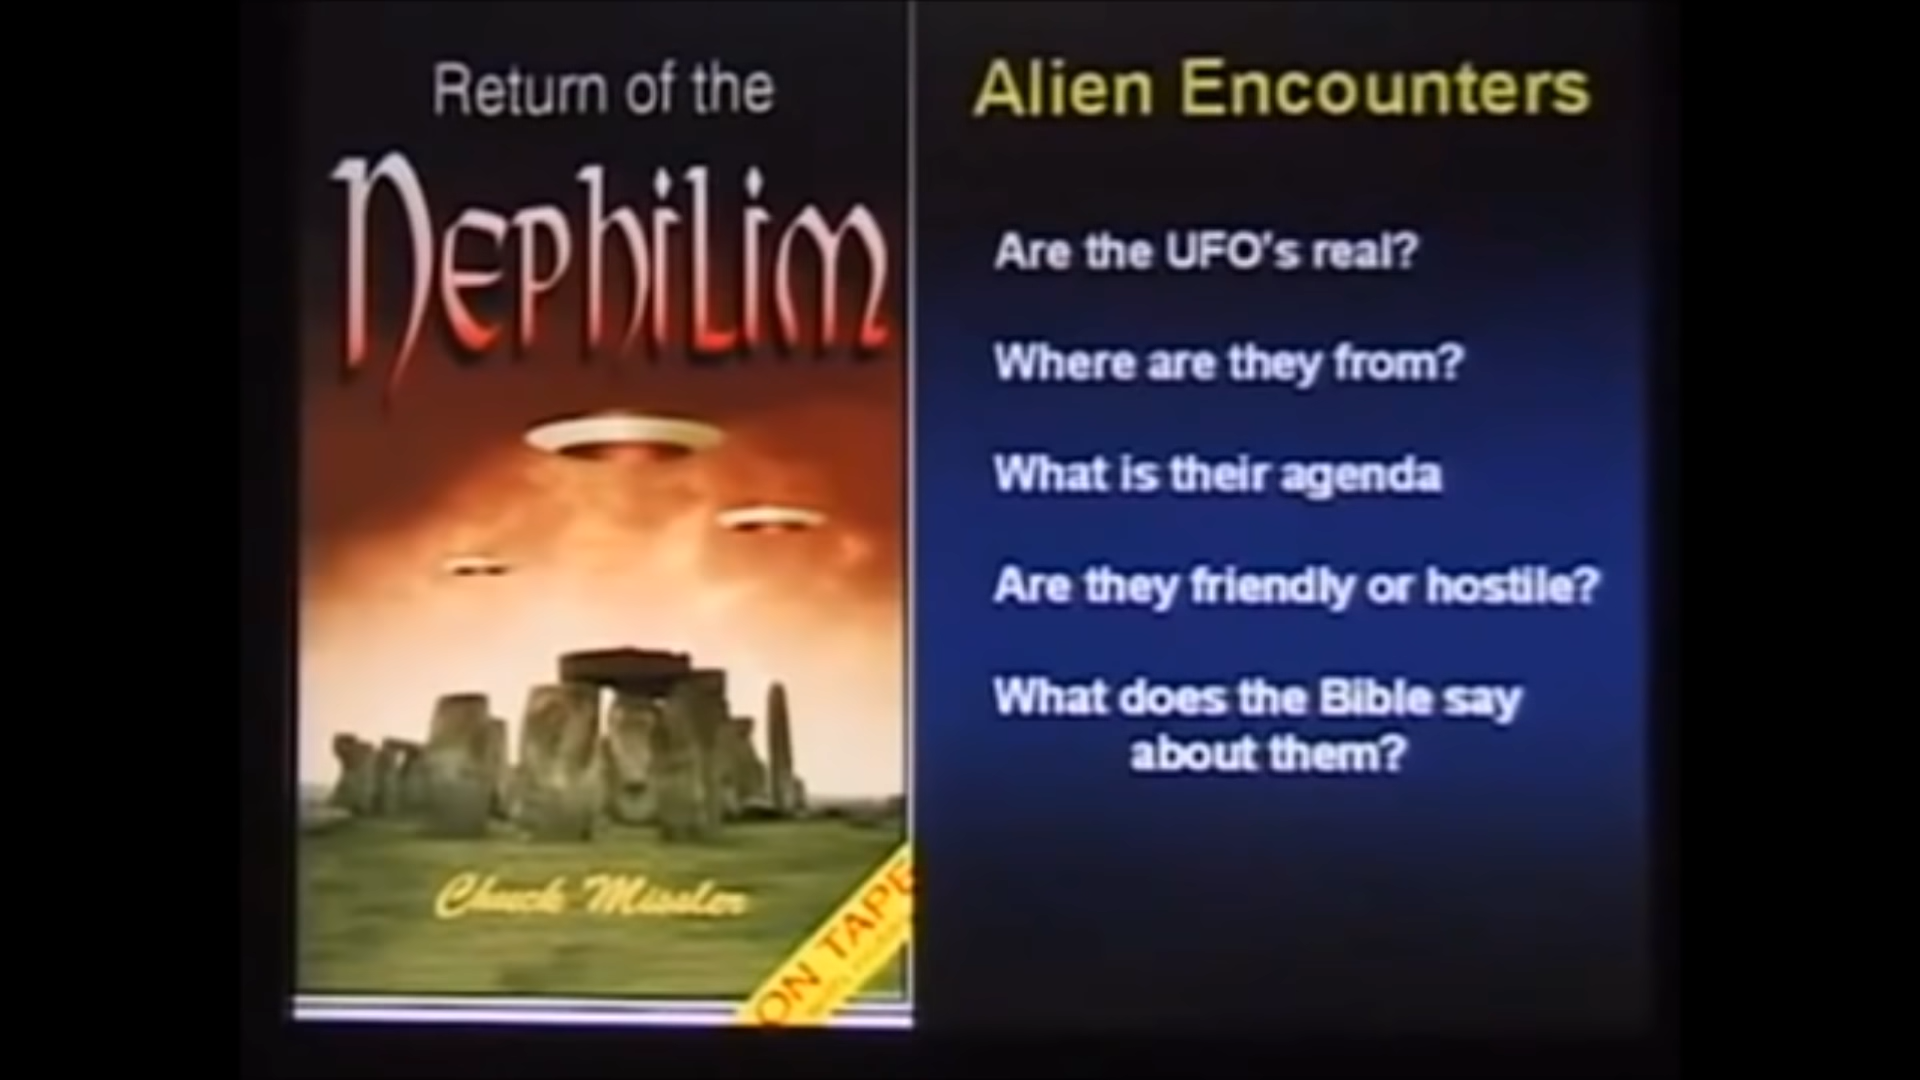 Return of the
Nephilim
Chuck Missler
ON TAPE
Alien Encounters
Are the UFO's real?
Where are they from?
What is their agenda
Are they friendly or hostile?
What does the Bible say
about them?